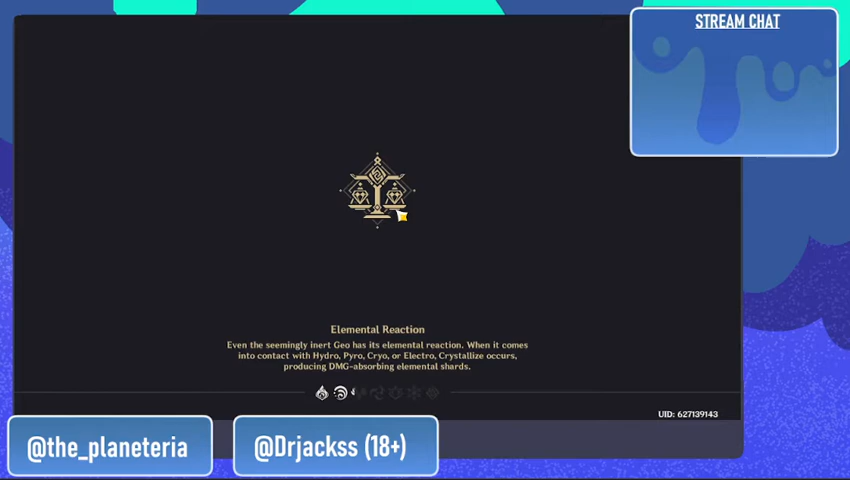 STREAM CHAT
Elemental Reaction
Even the seemingly inert Geo has its elemental reaction. When it comes
into contact with Hydro, Pyro, Cryo, or Electro, Crystallize occurs,
producing DMG-absorbing elemental shards.
UID: 627139143
@the_planeteria
@Drjackss (18+)